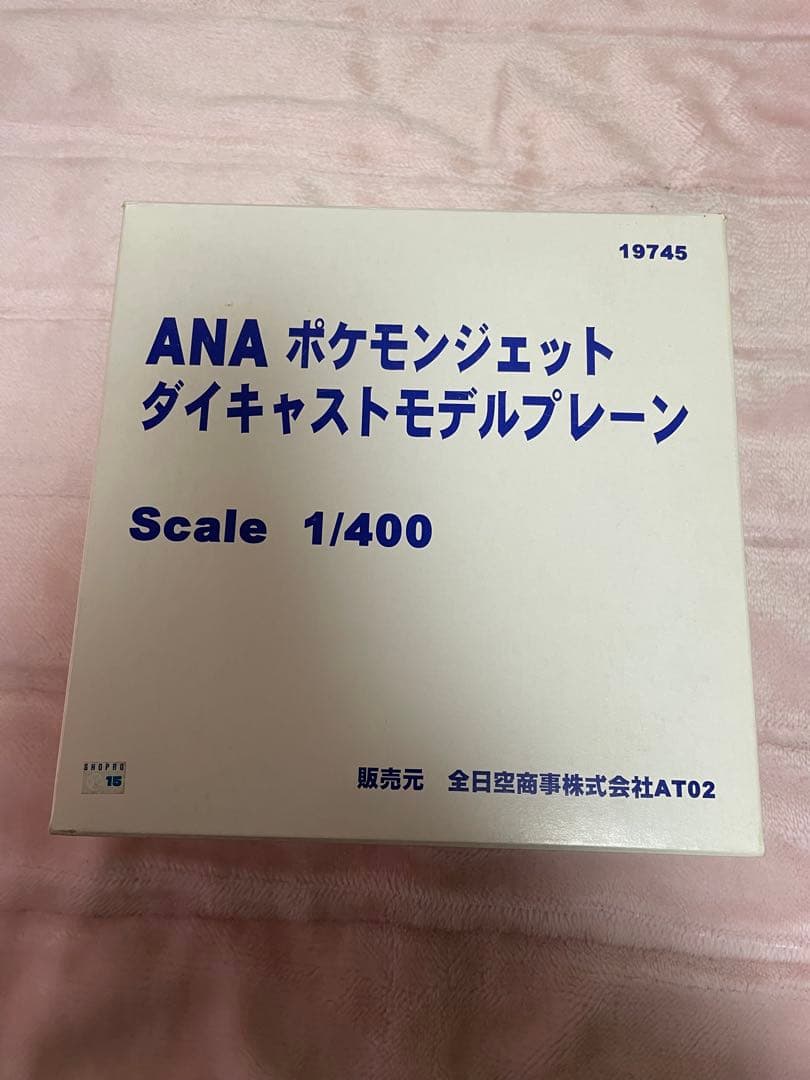 19745
ANA ポケモンジェット
ダイキャストモデルプレーン
Scale 1/400
SHOPRO
15
販売元 全日空商事株式会社AT02